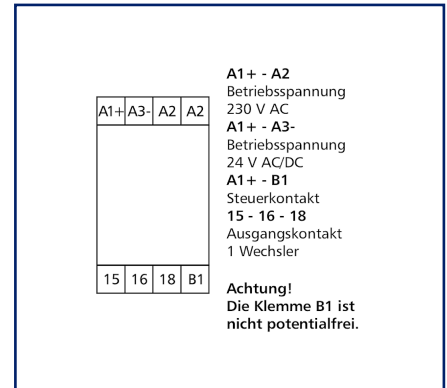 A1+ A3- A2 A2
15 16 18 B1
A1+ - A2
Betriebsspannung
230 V AC
A1+ - A3-
Betriebsspannung
24 V AC/DC
A1+ - B1
Steuerkontakt
15 - 16 - 18
Ausgangskontakt
1 Wechsler
Achtung!
Die Klemme B1 ist
nicht potentialfrei.